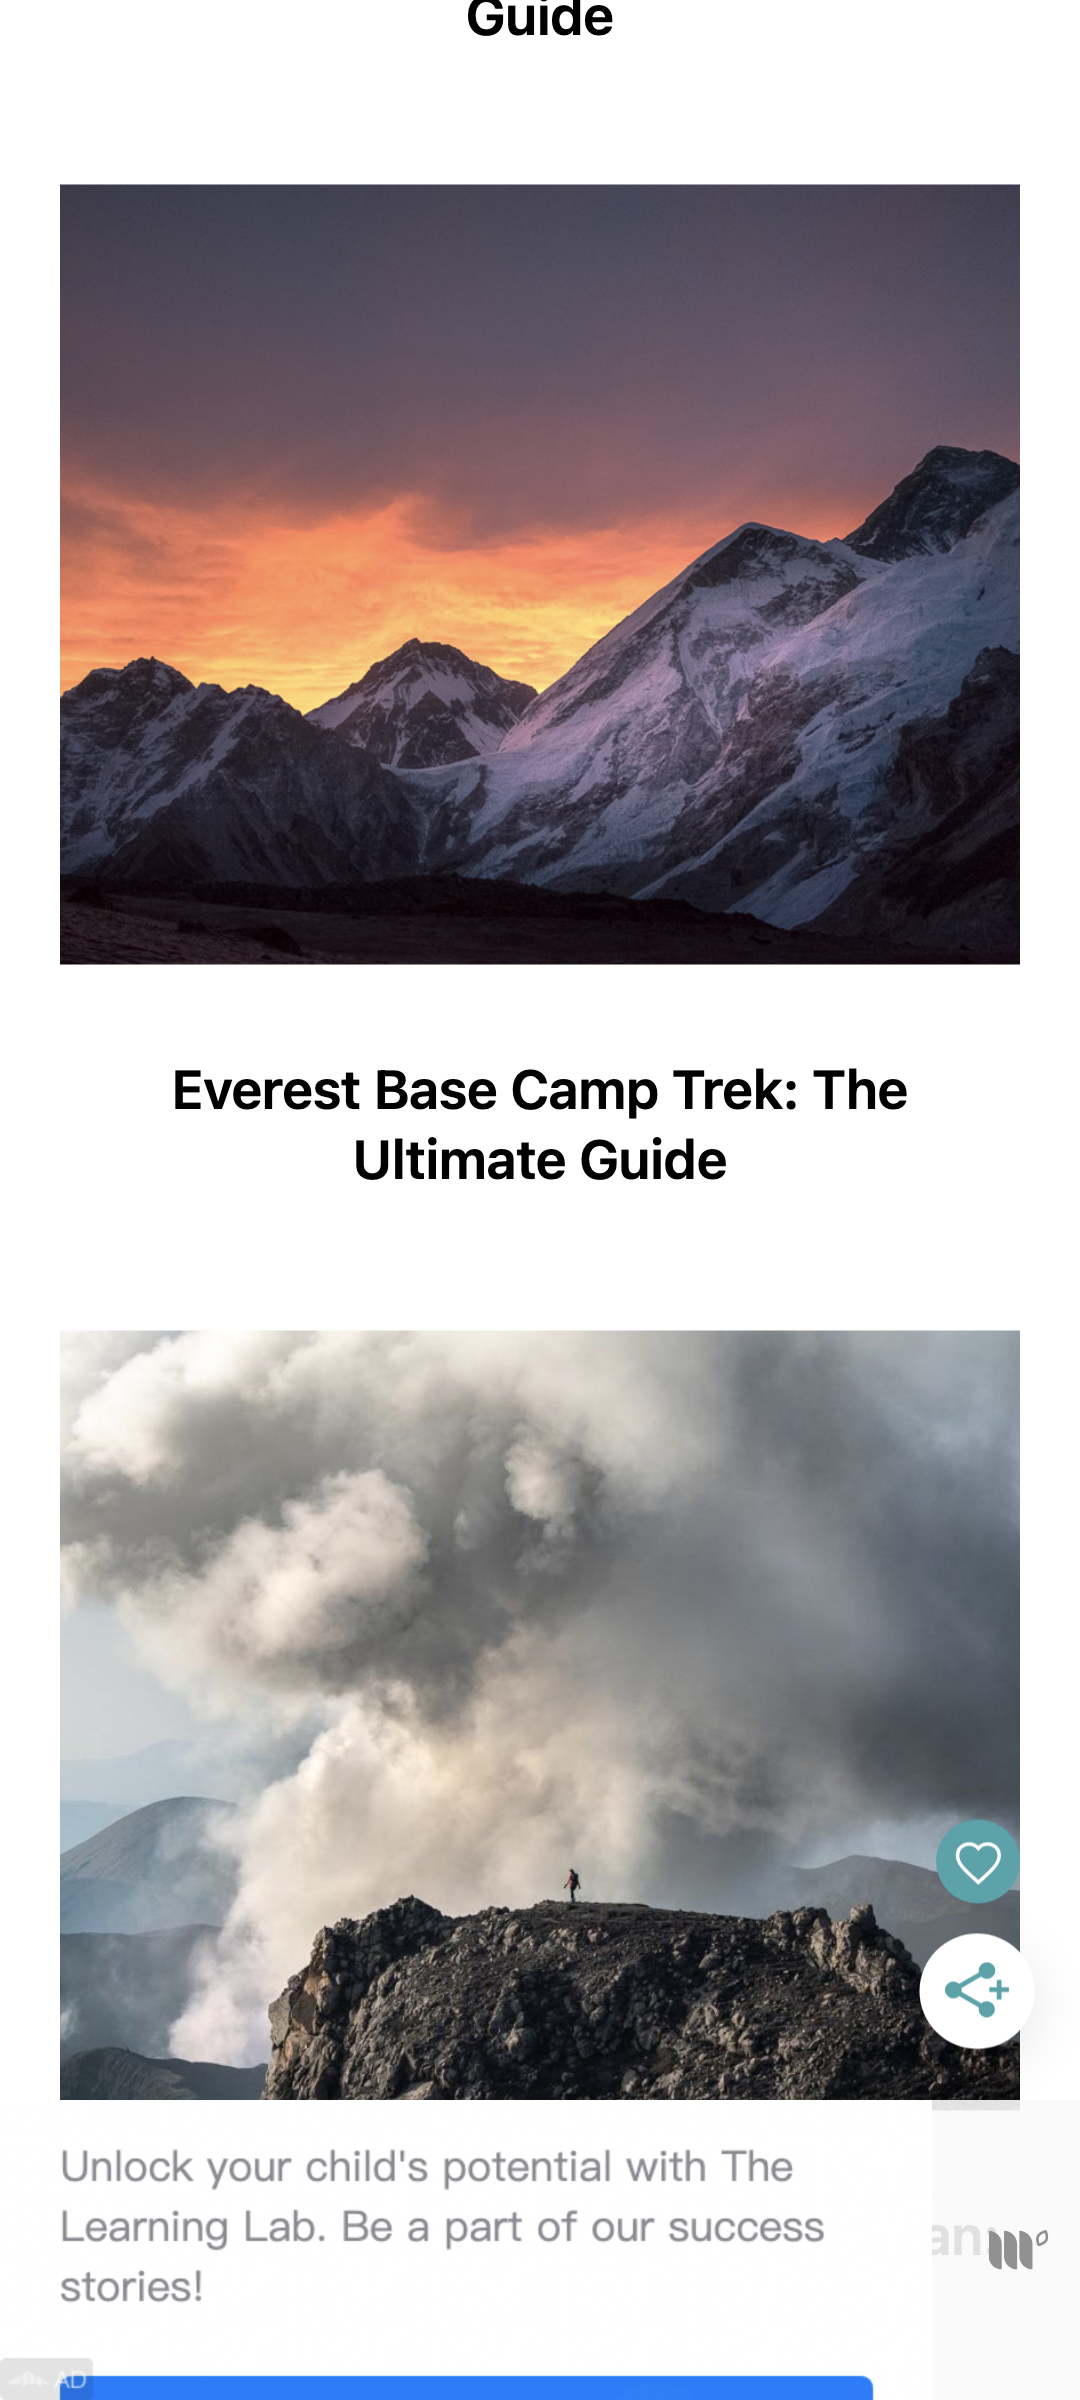 Guide
Everest Base Camp Trek: The
Ultimate Guide
Unlock your child's potential with The
Learning Lab. Be a part of our success
stories!
AD